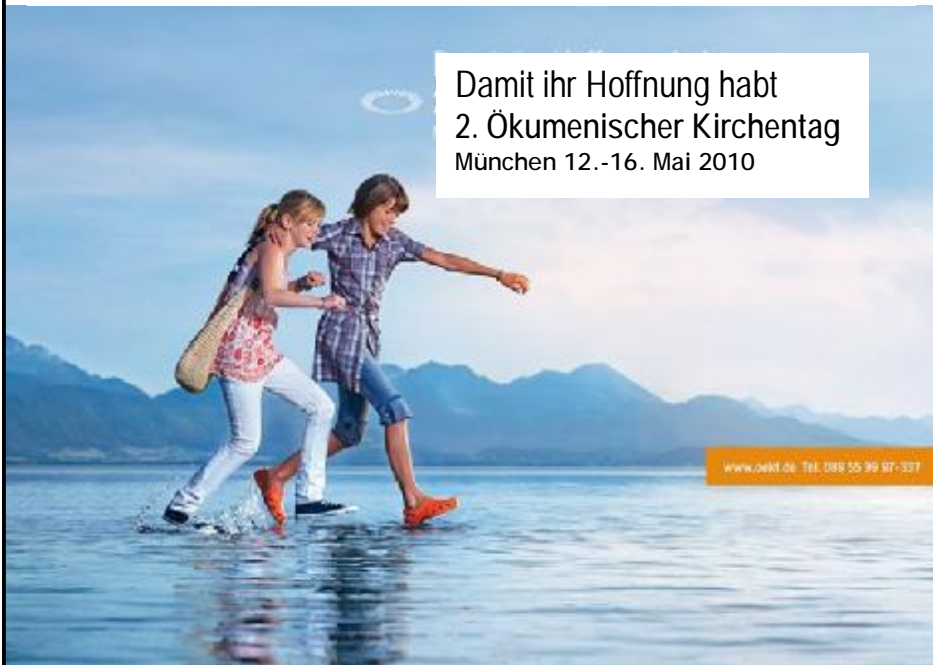 Damit ihr Hoffnung habt
2. Ökumenischer Kirchentag
München 12.-16. Mai 2010
www.oekt.de Tel. 089 55 99 97-337